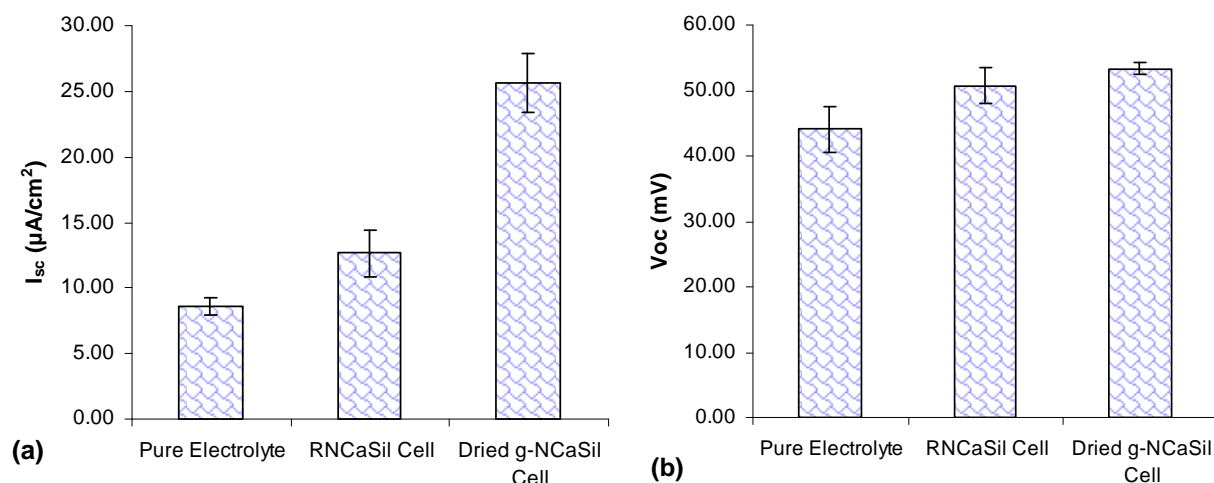 30.00
25.00
20.00
15.00
10.00
5.00
0.00
Isc (µA/cm²)
Pure Electrolyte
RNCaSil Cell
Dried g-NCaSil
Cell
(a)
60.00
50.00
40.00
30.00
20.00
10.00
0.00
Voc (mV)
Pure Electrolyte
RNCaSil Cell
Dried g-NCaSil
Cell
(b)